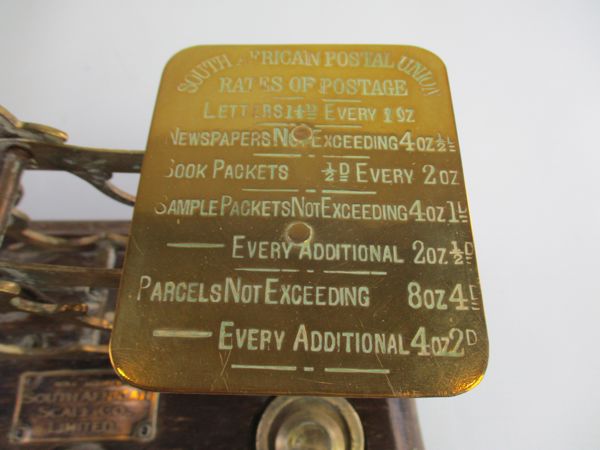 SOUTH AFRICAN POSTAL UNION
RATES OF POSTAGE
LETTERS 1½D EVERY ½OZ
NEWSPAPERS NOT EXCEEDING 4OZ ½D
BOOK PACKETS ½D EVERY 2OZ
SAMPLE PACKETS NOT EXCEEDING 4OZ 1D
EVERY ADDITIONAL 2OZ ½D
PARCELS NOT EXCEEDING 8OZ 4D
EVERY ADDITIONAL 4OZ 2D
SOUTH AFRICAN
SCALE CO.
LIMITED